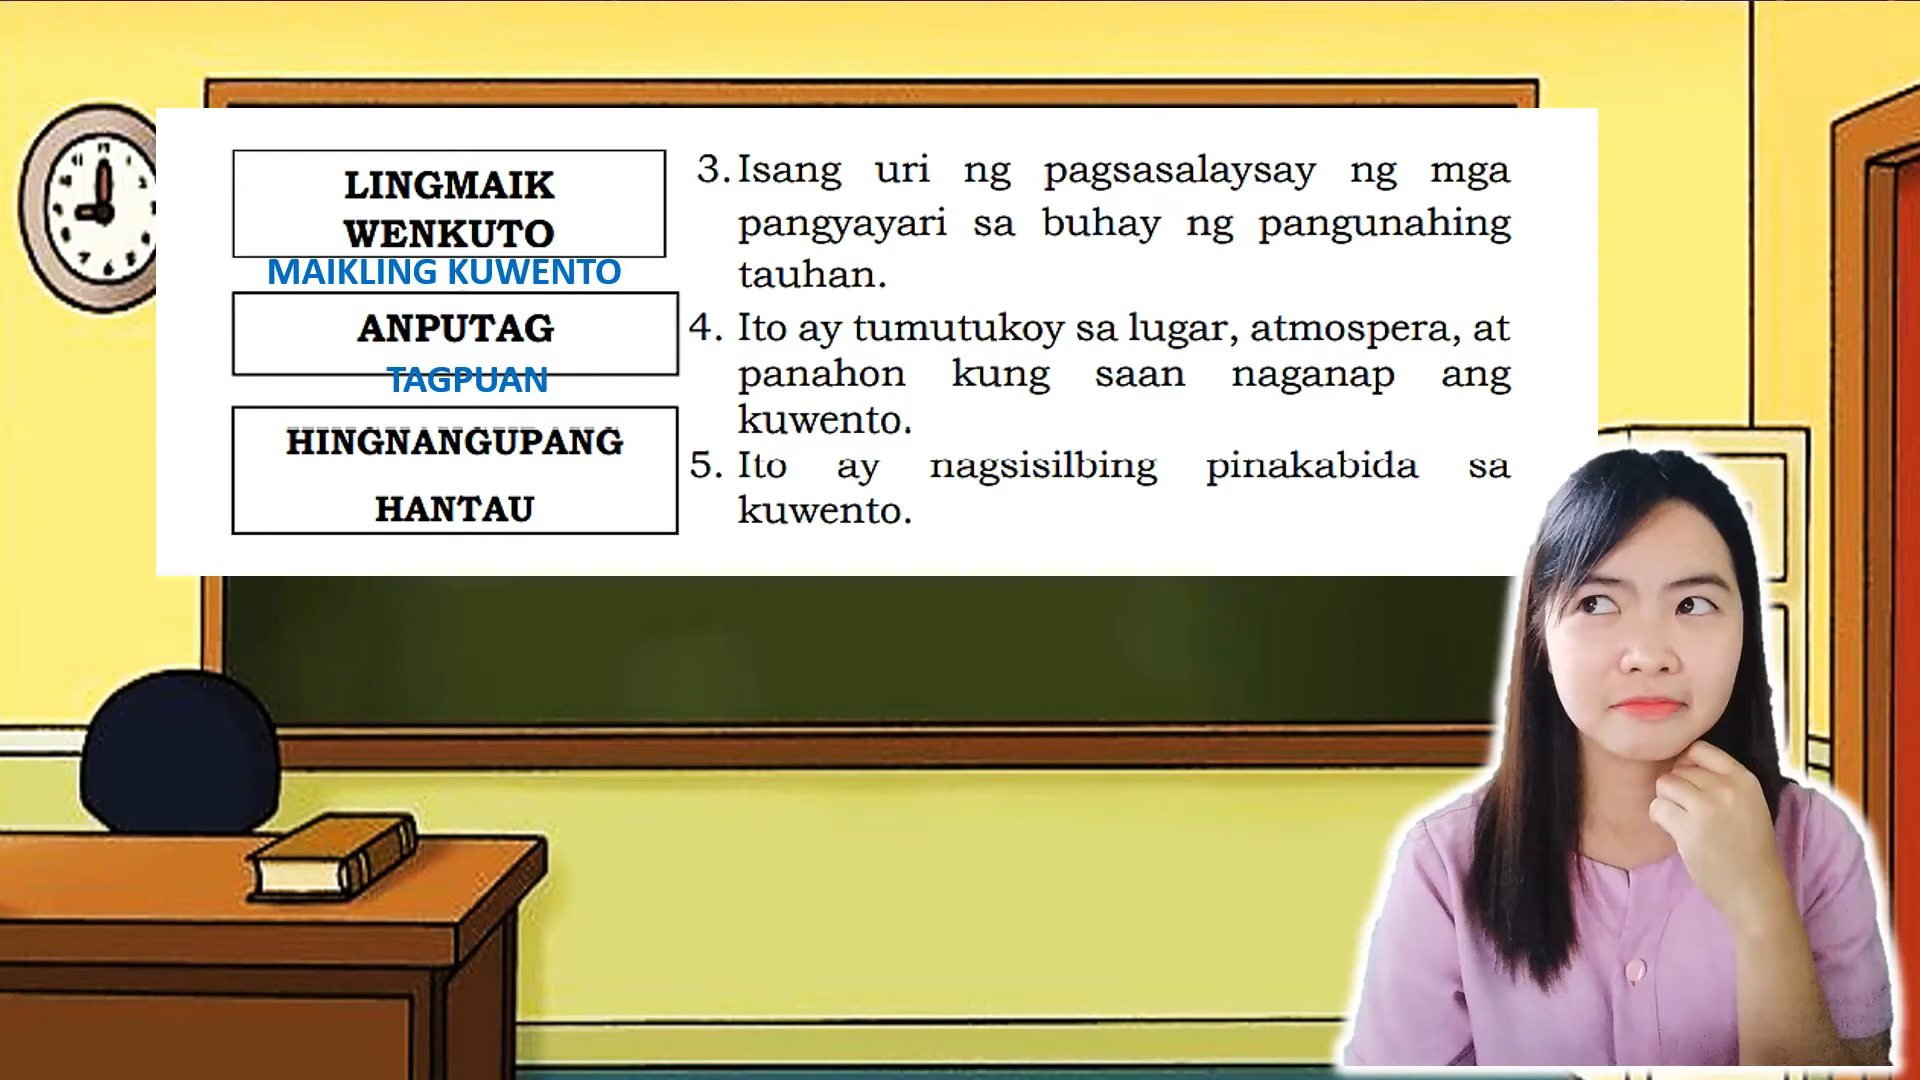 LINGMAIK
WENKUTO
MAIKLING KUWENTO
3. Isang uri ng pagsasalaysay ng mga
pangyayari sa buhay ng pangunahing
tauhan.
ANPUTAG
TAGPUAN
4. Ito ay tumutukoy sa lugar, atmospera, at
panahon kung saan naganap ang
kuwento.
HINGNANGUPANG
HANTAU
5. Ito ay nagsisilbing pinakabida sa
kuwento.